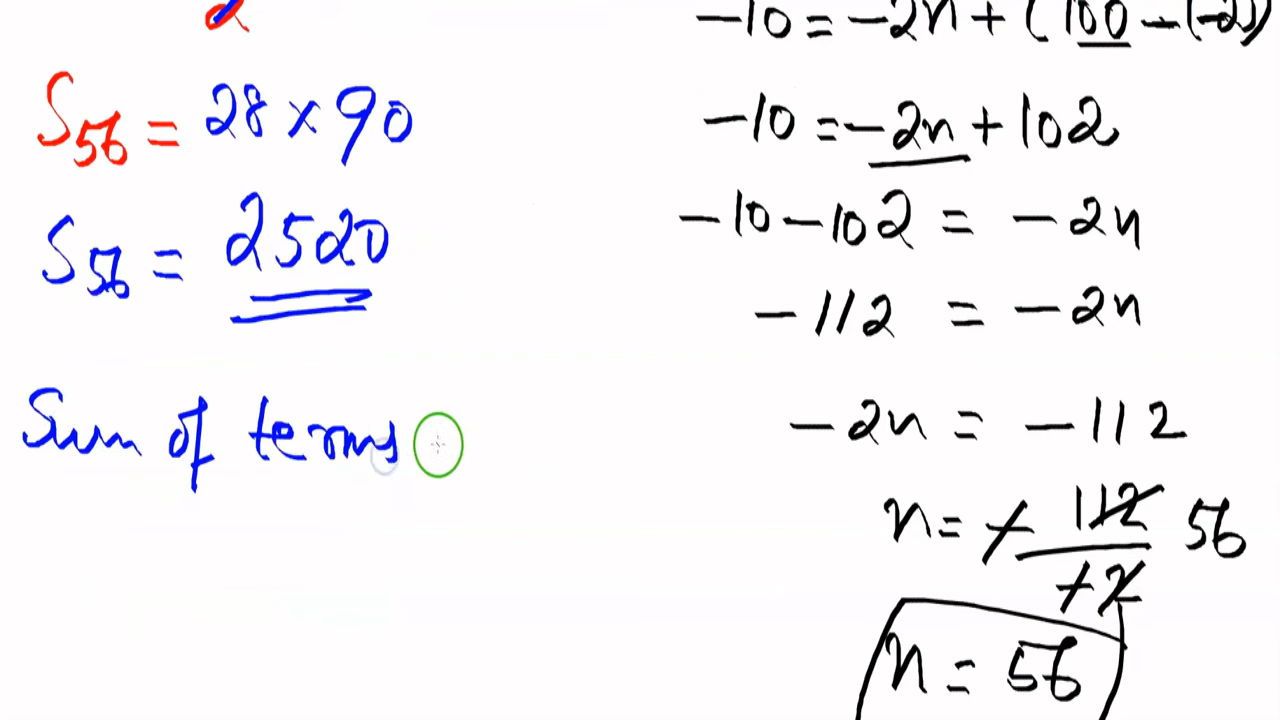 2
S56 = 28 × 90
S56 = 2520
Sum of terms
-10 = -2n + (100 - (-2))
-10 = -2n + 102
-10 - 102 = -2n
-112 = -2n
-2n = -112
n = -112/-2 56
n = 56